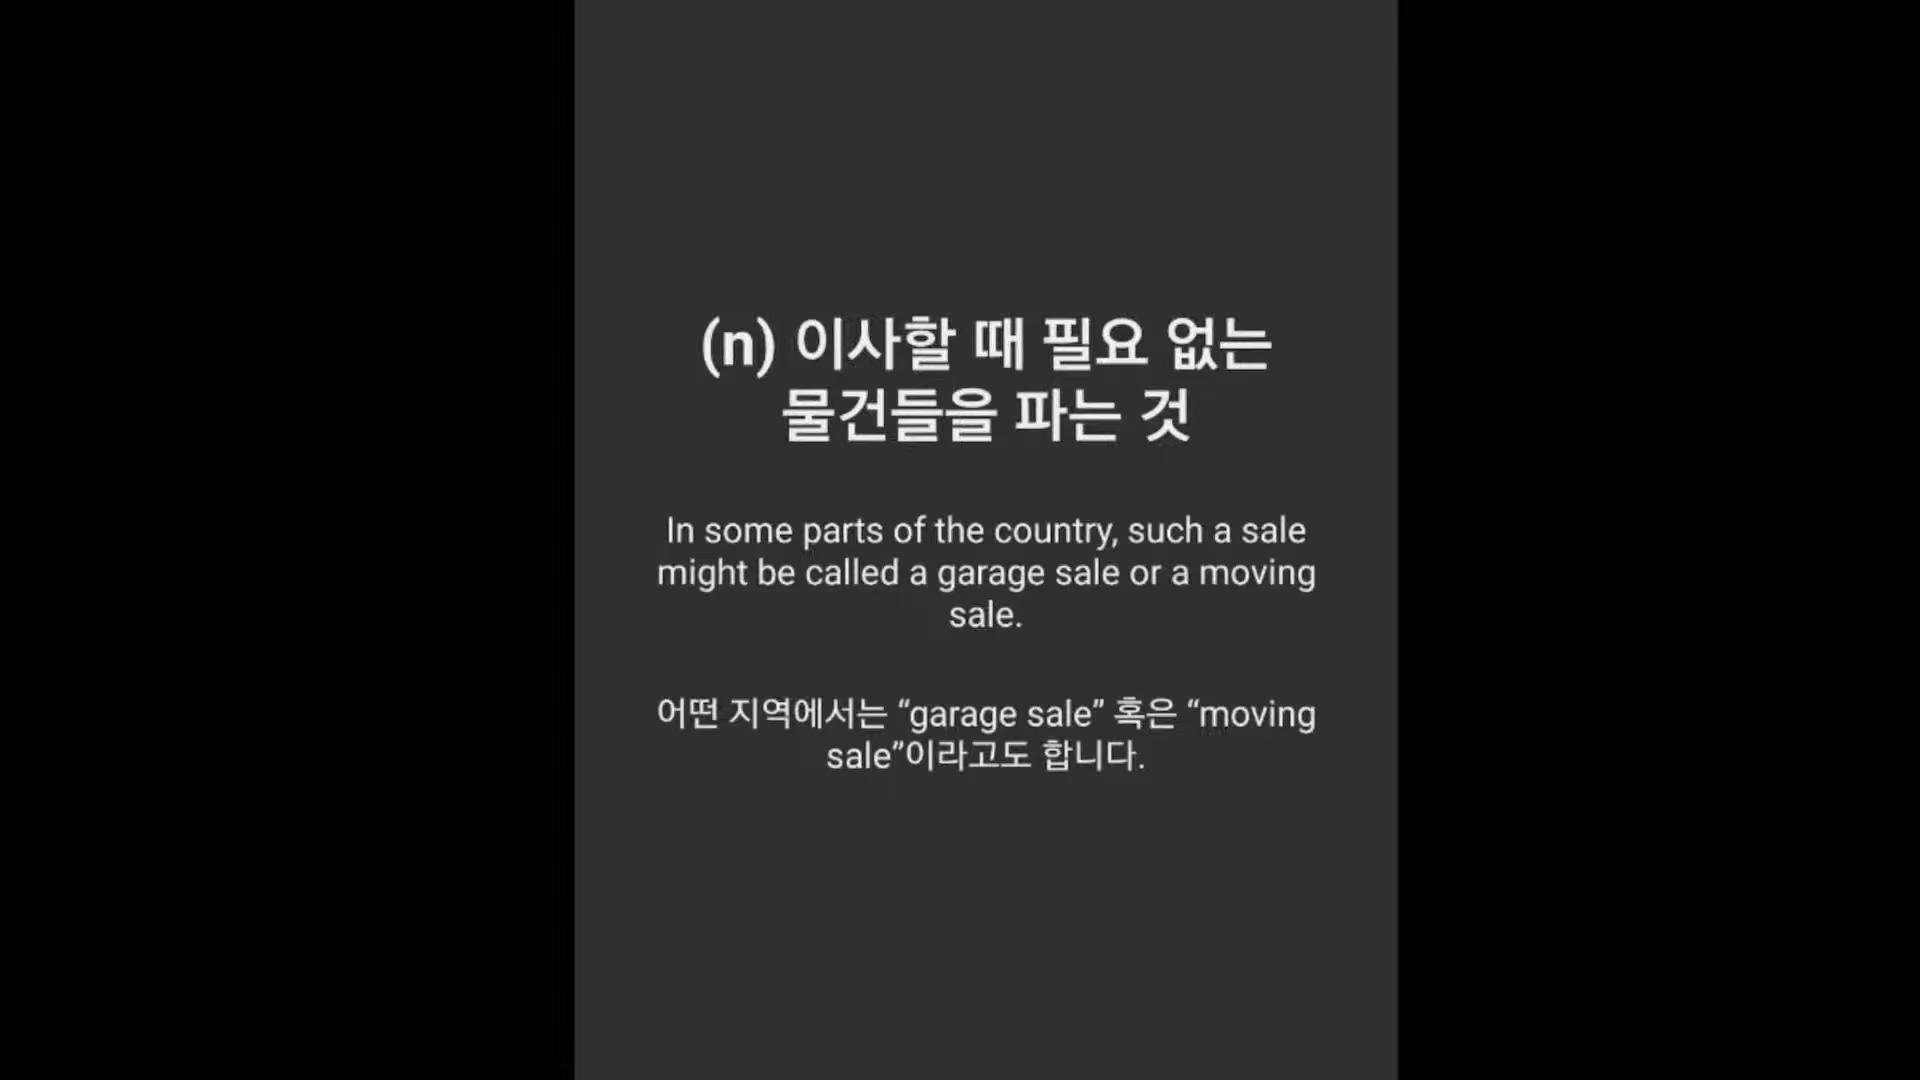 (n) 이사할 때 필요 없는
물건들을 파는 것
In some parts of the country, such a sale
might be called a garage sale or a moving
sale.
어떤 지역에서는 “garage sale” 혹은 “moving
sale”이라고도 합니다.